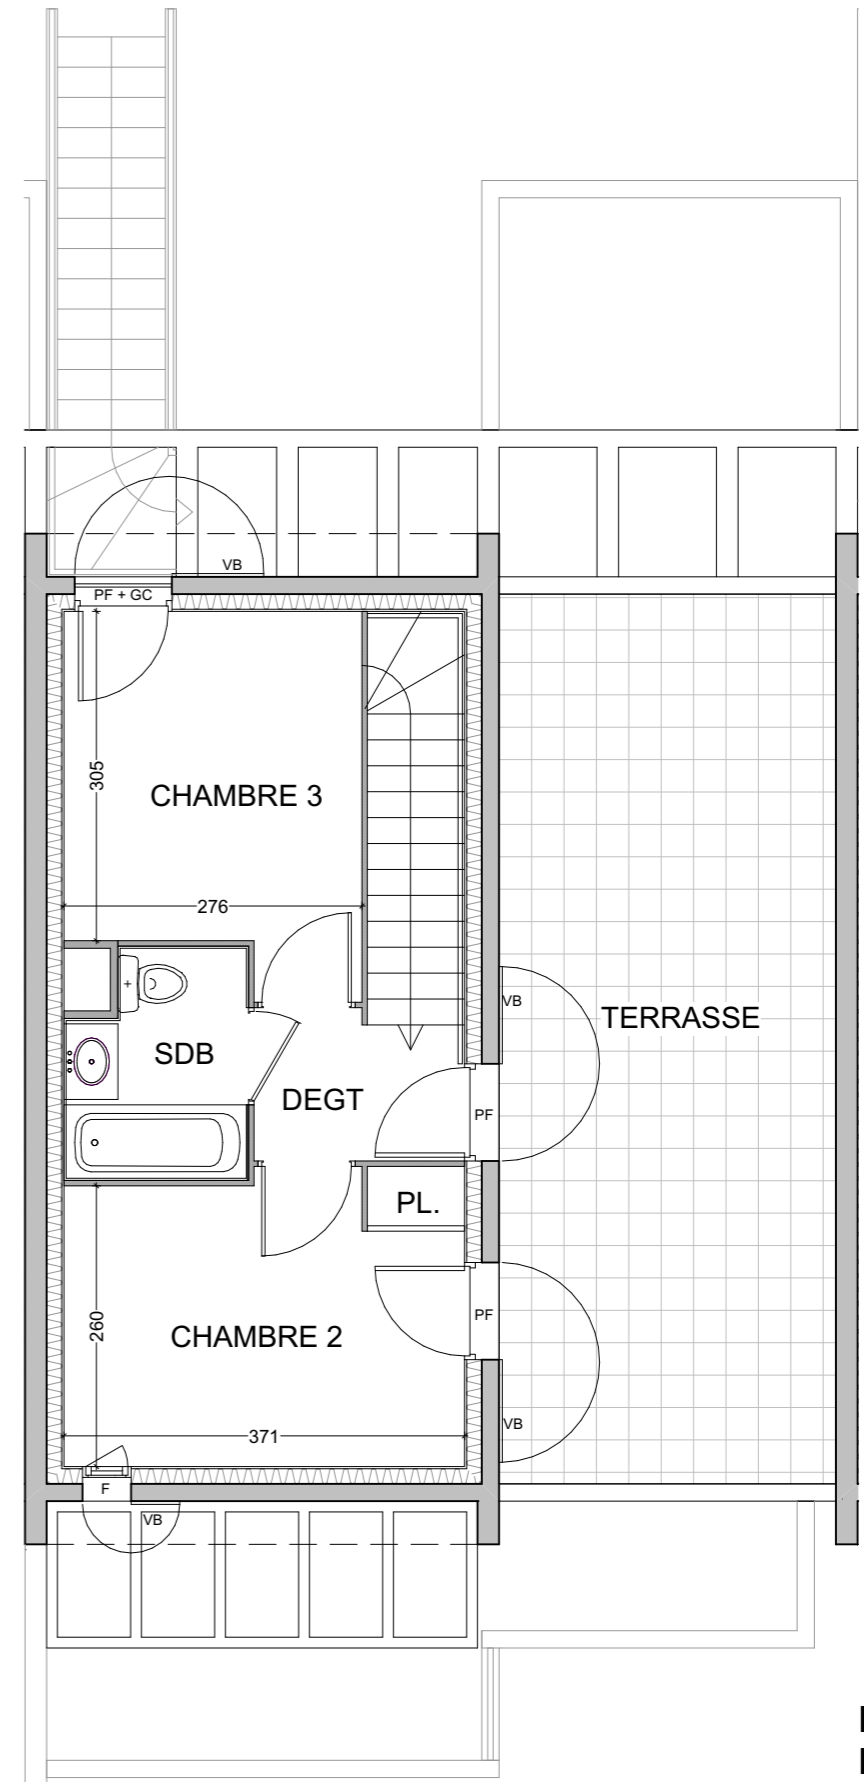 VB
PF + GC
305
CHAMBRE 3
276
VB
TERRASSE
SDB
DEGT
PF
PL.
PF
260
CHAMBRE 2
VB
371
F
VB